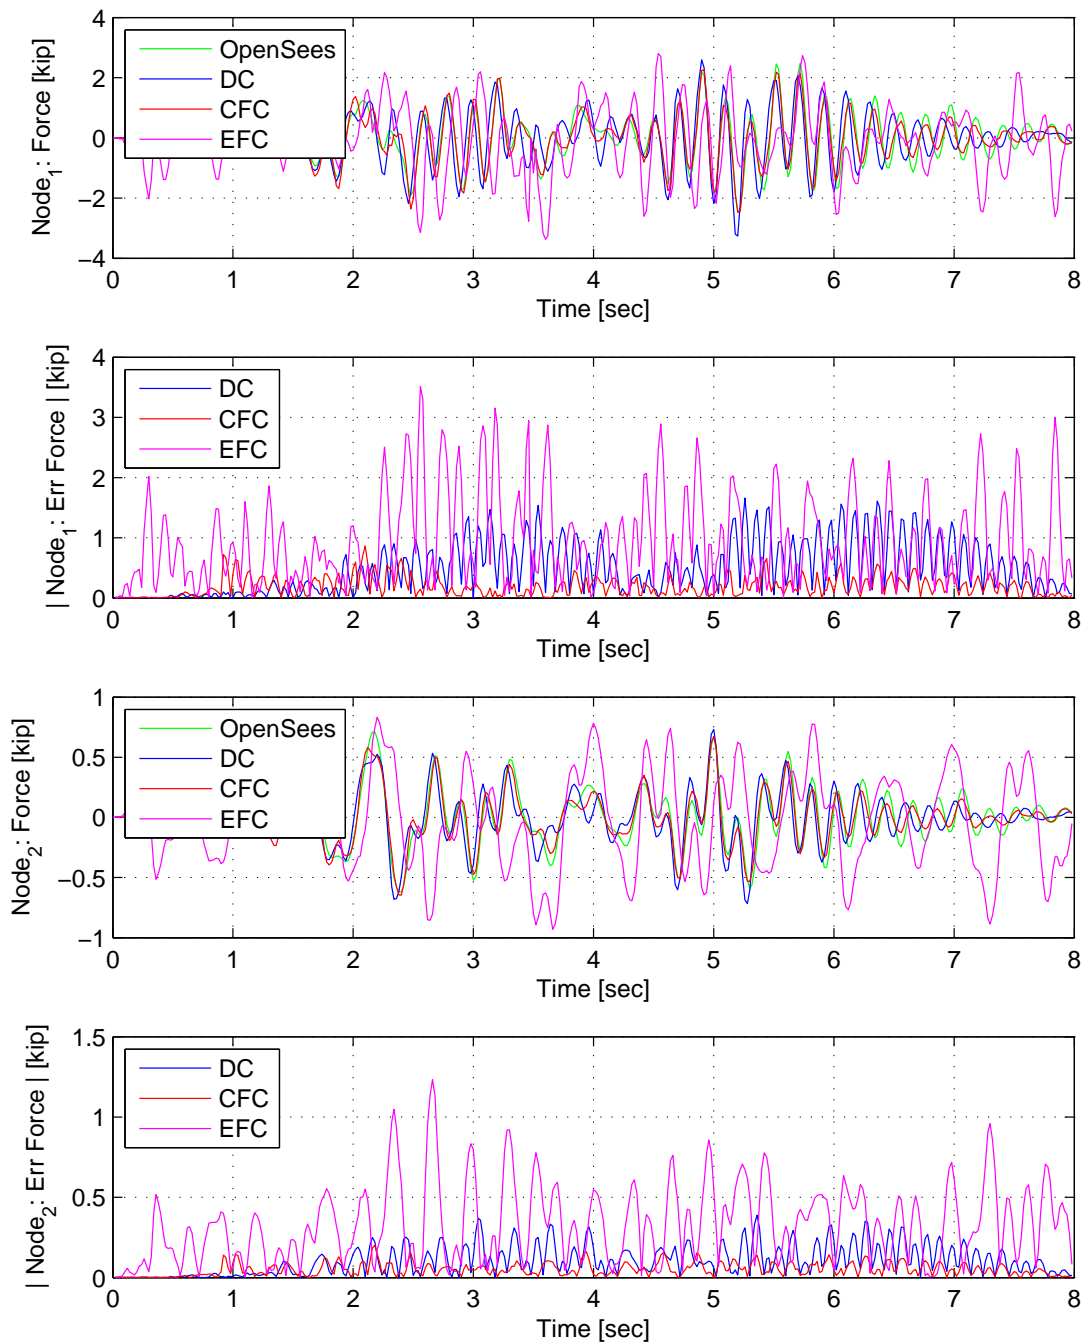 4
2
0
−2
−4
Node1 : Force [kip]
OpenSees
DC
CFC
EFC
0 1 2 3 4 5 6 7 8
Time [sec]
4
3
2
1
0
| Node1 : Err Force | [kip]
DC
CFC
EFC
0 1 2 3 4 5 6 7 8
Time [sec]
1
0.5
0
−0.5
−1
Node2 : Force [kip]
OpenSees
DC
CFC
EFC
0 1 2 3 4 5 6 7 8
Time [sec]
1.5
1
0.5
0
| Node2 : Err Force | [kip]
DC
CFC
EFC
0 1 2 3 4 5 6 7 8
Time [sec]